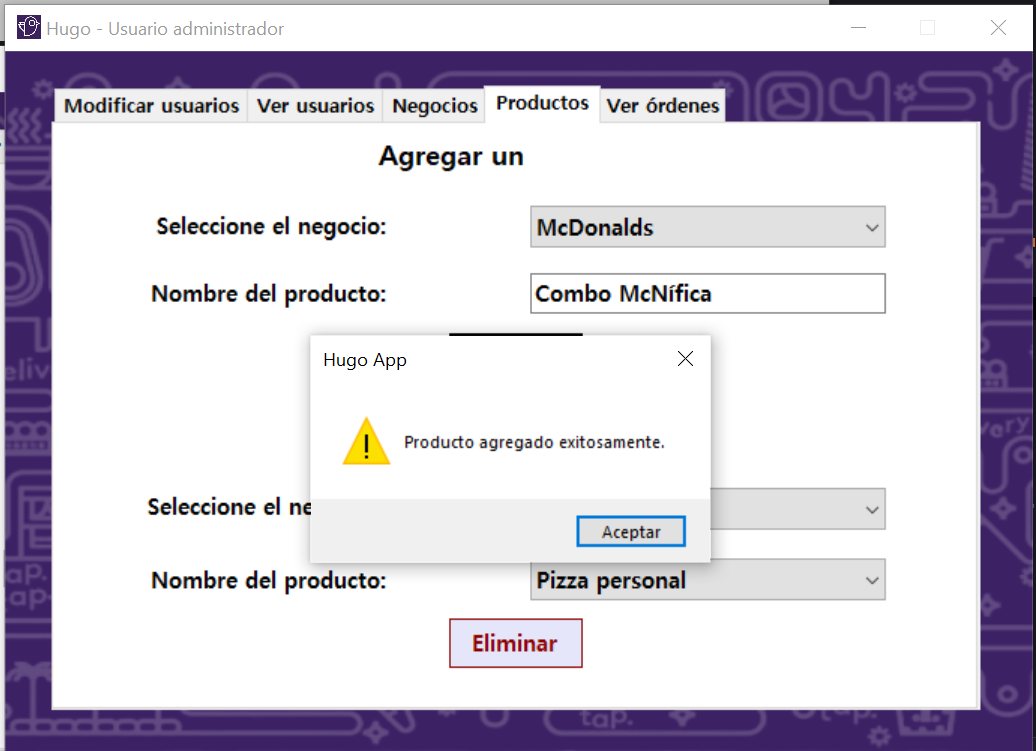 Hugo - Usuario administrador
Modificar usuarios Ver usuarios Negocios Productos Ver órdenes
Agregar un
Seleccione el negocio: McDonalds
Nombre del producto: Combo McNífica
Hugo App
Producto agregado exitosamente.
Aceptar
Seleccione el ne
Nombre del producto: Pizza personal
Eliminar
tap.